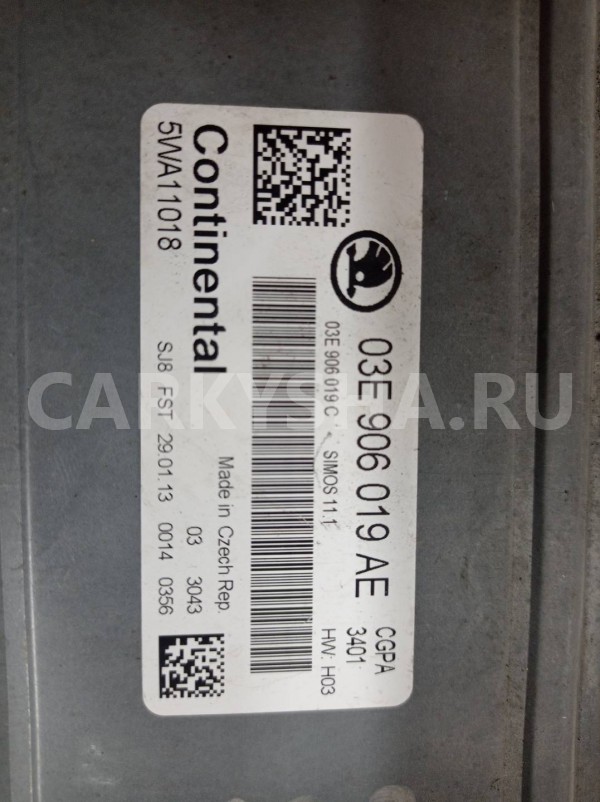 03E 906 019 AE
CGPA
3401
03E 906 019 C
SIMOS 11.1
HW: H03
Continental
Made in Czech Rep.
03 3043
5WA11018
SJ8 FST 29.01.13 0014 0356
CARKYSPA.RU